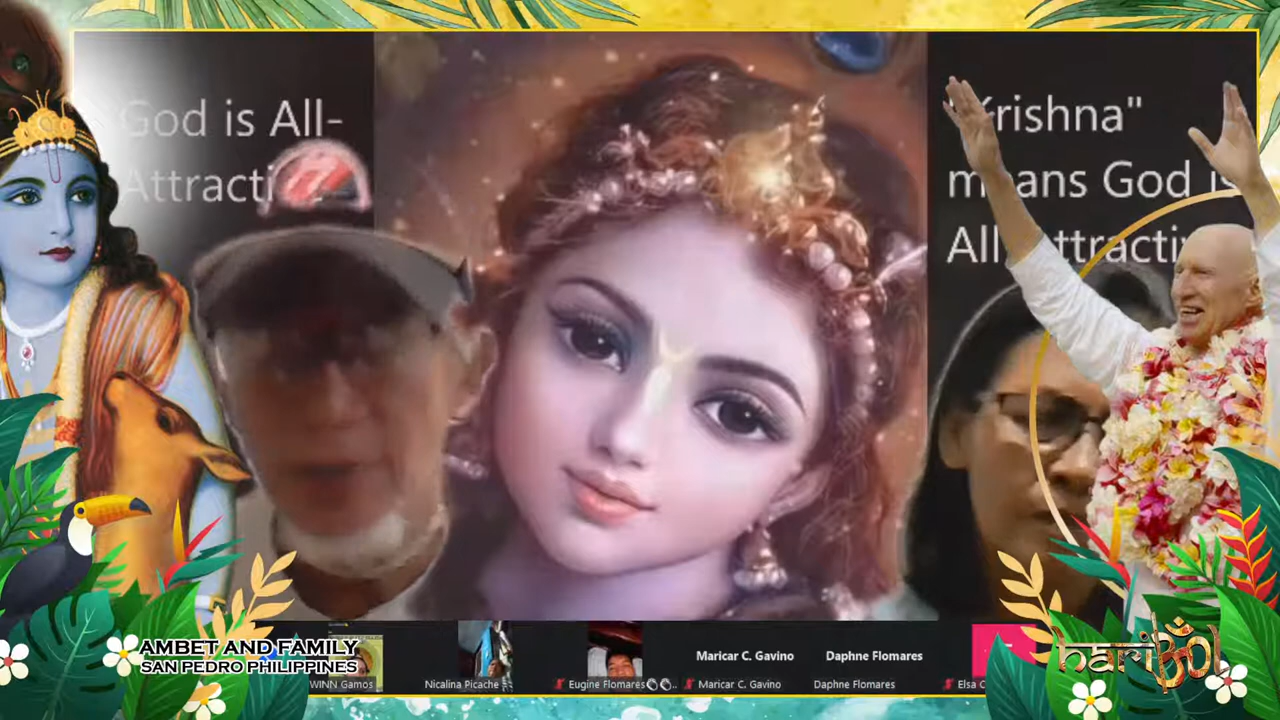 God is All-
Attracti
Krishna"
means God is
All Attracti
AMBET AND FAMILY
SAN PEDRO PHILIPPINES
WINN Gamos
Nicalina Picache
Eugine Flomares
Maricar C. Gavino
Maricar C. Gavino
Daphne Flomares
Daphne Flomares
Elsa C
hariBOL